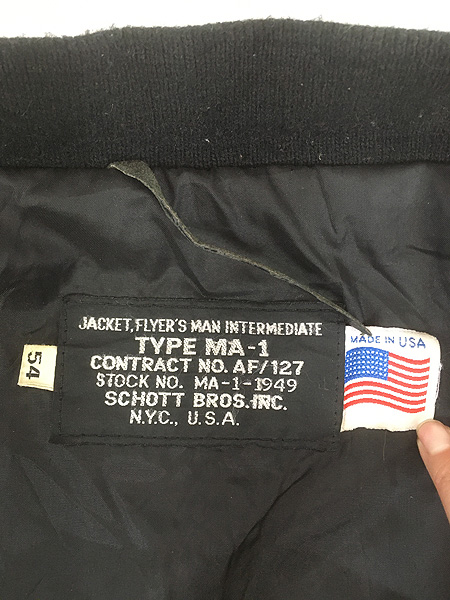 JACKET,FLYER'S MAN INTERMEDIATE
TYPE MA-1
CONTRACT NO. AF/127
STOCK NO. MA-1-1949
SCHOTT BROS.INC.
N.Y.C., U.S.A.
54
MADE IN USA